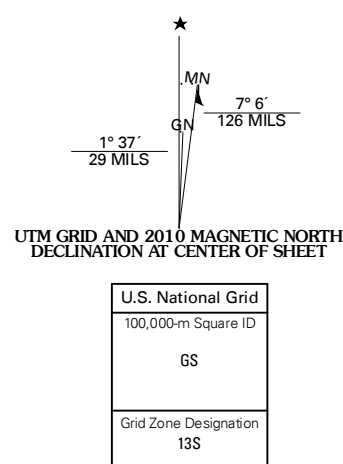 MN
7° 6´
126 MILS
GN
1° 37´
29 MILS
UTM GRID AND 2010 MAGNETIC NORTH
DECLINATION AT CENTER OF SHEET
U.S. National Grid
100,000-m Square ID
GS
Grid Zone Designation
13S